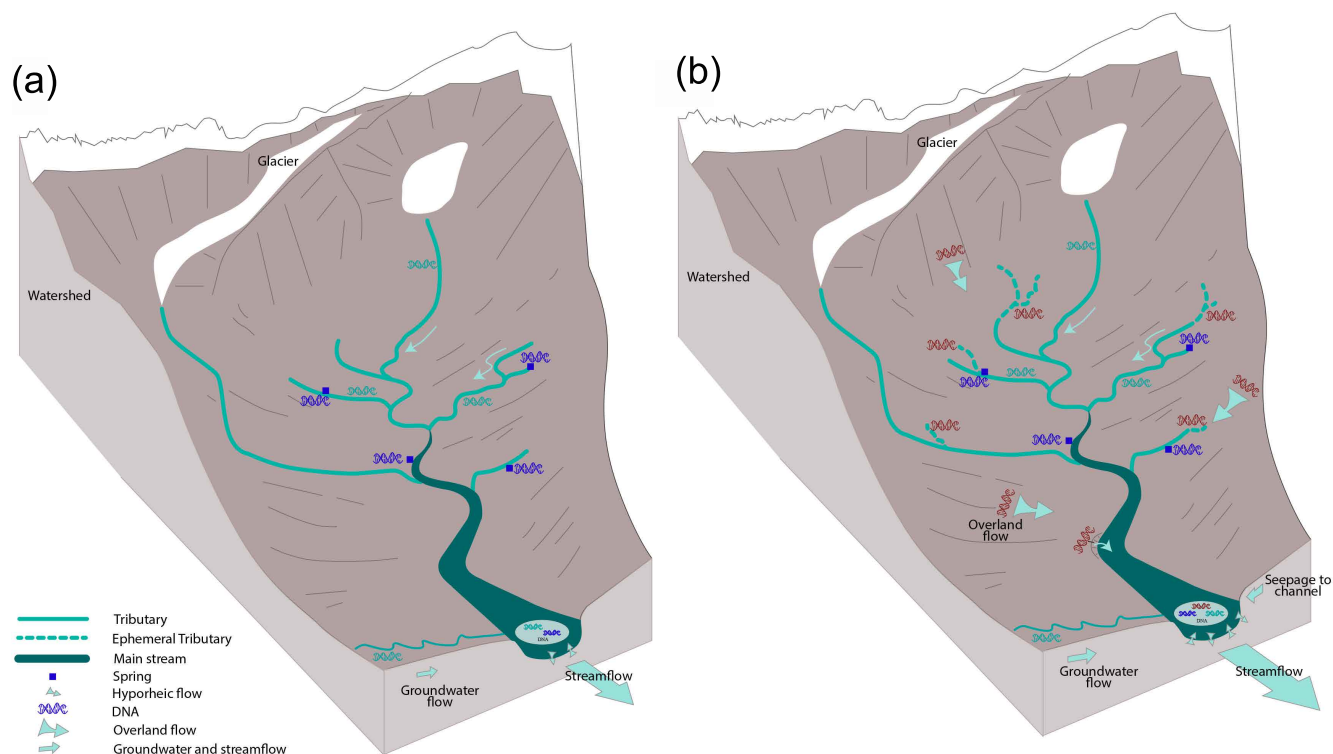 (a)
Glacier
Watershed
DNA
Groundwater
flow
Streamflow
Tributary
Ephemeral Tributary
Main stream
Spring
Hyporheic flow
DNA
Overland flow
Groundwater and streamflow
(b)
Glacier
Watershed
Overland
flow
Seepage to
channel
DNA
Groundwater
flow
Streamflow